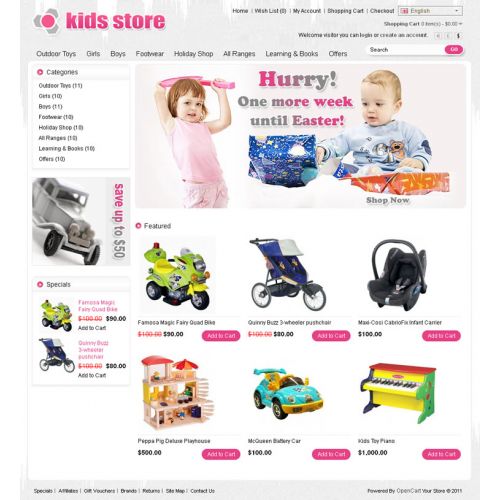 kids store
Home | Wish List (0) | My Account | Shopping Cart | Checkout English
Shopping Cart 0 item(s) - $0.00
Welcome visitor you can login or create an account. € £ $
Outdoor Toys Girls Boys Footwear Holiday Shop All Ranges Learning & Books Offers
Search GO
Categories
Outdoor Toys (11)
Girls (10)
Boys (11)
Footwear (10)
Holiday Shop (11)
All Ranges (11)
Learning & Books (10)
Offers (10)
Hurry!
One more week
until Easter!
Shop Now
save up to $50
Specials
Famosa Magic
Fairy Quad Bike
$100.00 $90.00
Add to Cart
Quinny Buzz
3-wheeler
pushchair
$100.00 $80.00
Add to Cart
Featured
Famosa Magic Fairy Quad Bike
$100.00 $90.00 Add to Cart
Quinny Buzz 3-wheeler pushchair
$100.00 $80.00 Add to Cart
Maxi-Cosi CabrioFix Infant Carrier
$100.00 Add to Cart
Peppa Pig Deluxe Playhouse
$500.00 Add to Cart
McQueen Battery Car
$100.00 Add to Cart
Kids Toy Piano
$1,000.00 Add to Cart
Specials | Affiliates | Gift Vouchers | Brands | Returns | Site Map | Contact Us
Powered By OpenCart Your Store © 2011